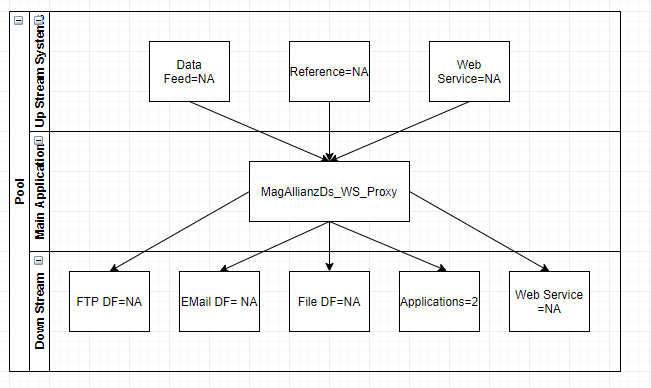 Pool
Up Stream Systems
Data
Feed=NA
Reference=NA
Web
Service=NA
Main Application
MagAllianzDs_WS_Proxy
Down Stream
FTP DF=NA
EMail DF= NA
File DF=NA
Applications=2
Web Service
=NA